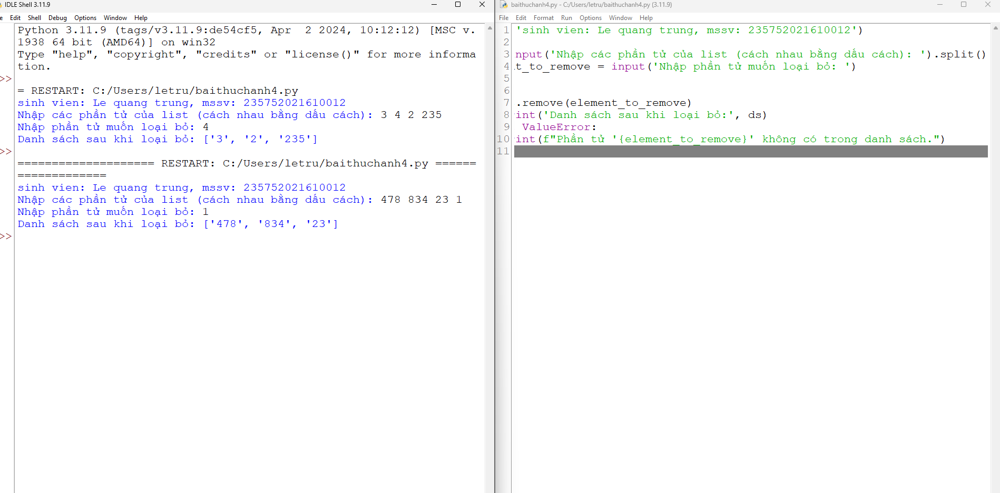 IDLE Shell 3.11.9
e Edit Shell Debug Options Window Help
Python 3.11.9 (tags/v3.11.9:de54cf5, Apr  2 2024, 10:12:12) [MSC v.
1938 64 bit (AMD64)] on win32
Type "help", "copyright", "credits" or "license()" for more informa
tion.
>>
= RESTART: C:/Users/letru/baithuchanh4.py
sinh vien: Le quang trung, mssv: 235752021610012
Nhập các phần tử của list (cách nhau bằng dấu cách): 3 4 2 235
Nhập phần tử muốn loại bỏ: 4
Danh sách sau khi loại bỏ: ['3', '2', '235']
>>
==================== RESTART: C:/Users/letru/baithuchanh4.py ======
=============
sinh vien: Le quang trung, mssv: 235752021610012
Nhập các phần tử của list (cách nhau bằng dấu cách): 478 834 23 1
Nhập phần tử muốn loại bỏ: 1
Danh sách sau khi loại bỏ: ['478', '834', '23']
>>
baithuchanh4.py - C:/Users/letru/baithuchanh4.py (3.11.9)
File Edit Format Run Options Window Help
1 'sinh vien: Le quang trung, mssv: 235752021610012')
2
3 nput('Nhập các phần tử của list (cách nhau bằng dấu cách): ').split()
4 t_to_remove = input('Nhập phần tử muốn loại bỏ: ')
5
6
7 .remove(element_to_remove)
8 int('Danh sách sau khi loại bỏ:', ds)
9 ValueError:
10 int(f"Phần tử '{element_to_remove}' không có trong danh sách.")
11